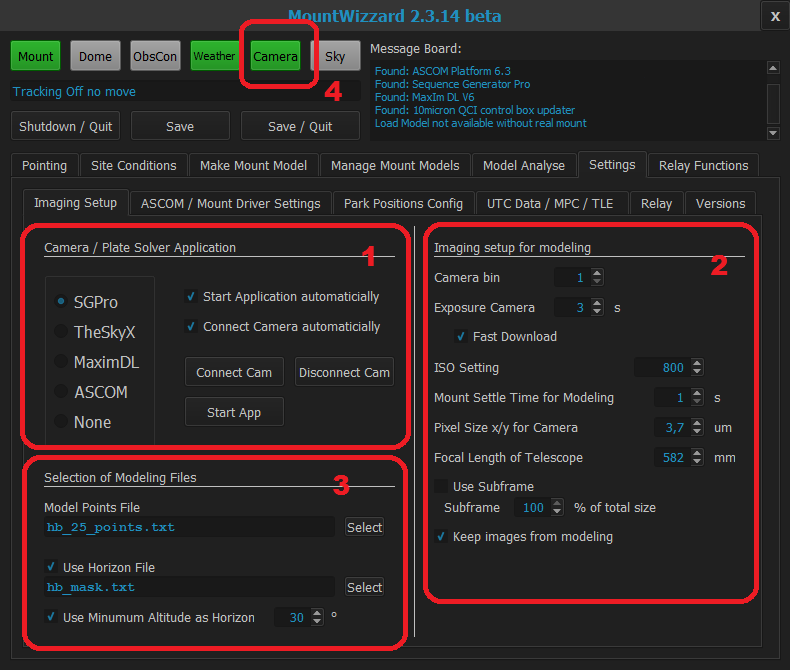 MountWizzard 2.3.14 beta
X
Mount Dome ObsCon Weather Camera Sky
4
Tracking Off no move
Shutdown / Quit Save Save / Quit
Message Board:
Found: ASCOM Platform 6.3
Found: Sequence Generator Pro
Found: MaxIm DL V6
Found: 10micron QCI control box updater
Load Model not available without real mount
Pointing Site Conditions Make Mount Model Manage Mount Models Model Analyse Settings Relay Functions
Imaging Setup ASCOM / Mount Driver Settings Park Positions Config UTC Data / MPC / TLE Relay Versions
Camera / Plate Solver Application
1
SGPro
TheSkyX
MaximDL
ASCOM
None
Start Application automaticially
Connect Camera automaticially
Connect Cam Disconnect Cam
Start App
Imaging setup for modeling
2
Camera bin 1
Exposure Camera 3 s
Fast Download
ISO Setting 800
Mount Settle Time for Modeling 1 s
Pixel Size x/y for Camera 3,7 um
Focal Length of Telescope 582 mm
Use Subframe
Subframe 100 % of total size
Keep images from modeling
Selection of Modeling Files
3
Model Points File
hb_25_points.txt Select
Use Horizon File
hb_mask.txt Select
Use Minumum Altitude as Horizon 30 °